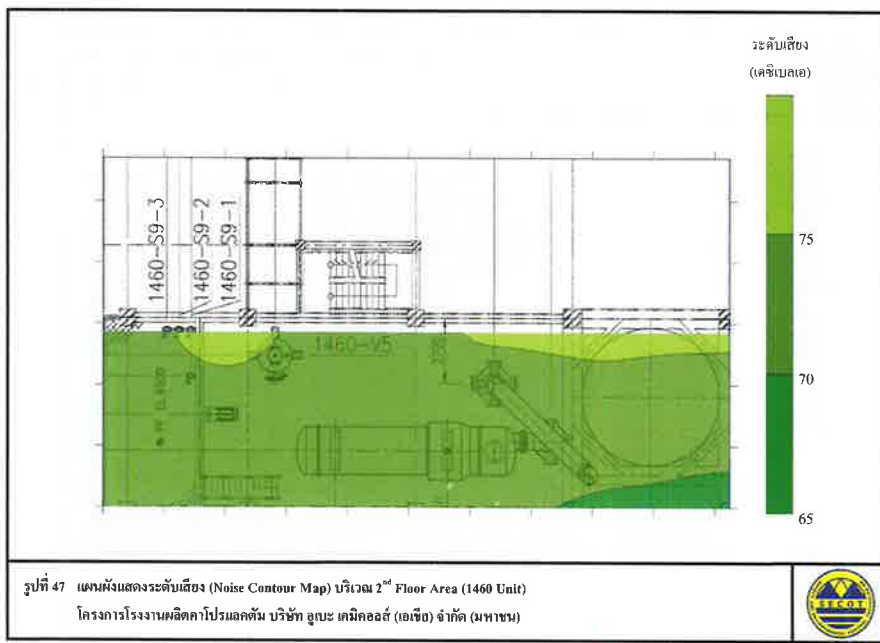 ระดับเสียง
(เดซิเบลเอ)
75
70
65
1460-S9-3
1460-S9-2
1460-S9-1
1460-V5
รูปที่ 47 แผนผังแสดงระดับเสียง (Noise Contour Map) บริเวณ 2nd Floor Area (1460 Unit)
โครงการโรงงานผลิตคาโปรแลคตัม บริษัท อูเบะ เคมิคอลส์ (เอเชีย) จำกัด (มหาชน)
SECOT